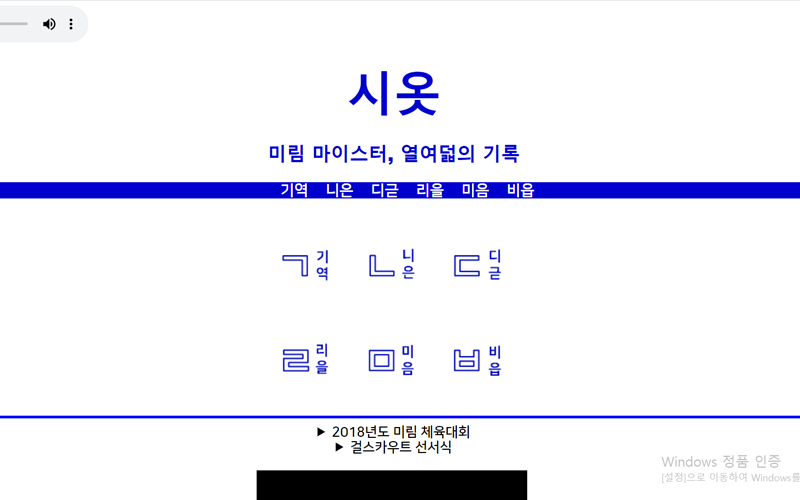 시옷
미림 마이스터, 열여덟의 기록
기역 니은 디귿 리을 미음 비읍
기역
니은
디귿
리을
미음
비읍
▶ 2018년도 미림 체육대회
▶ 걸스카우트 선서식
Windows 정품 인증
[설정]으로 이동하여 Windows를